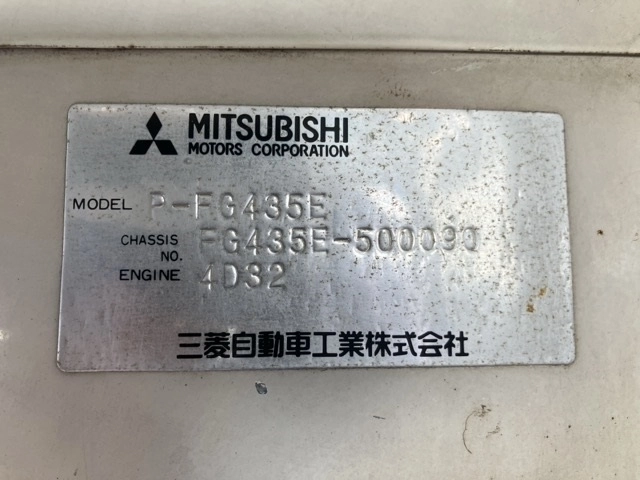 MITSUBISHI
MOTORS CORPORATION
MODEL P-FG435E
CHASSIS NO. FG435E-500090
ENGINE 4D32
三菱自動車工業株式会社